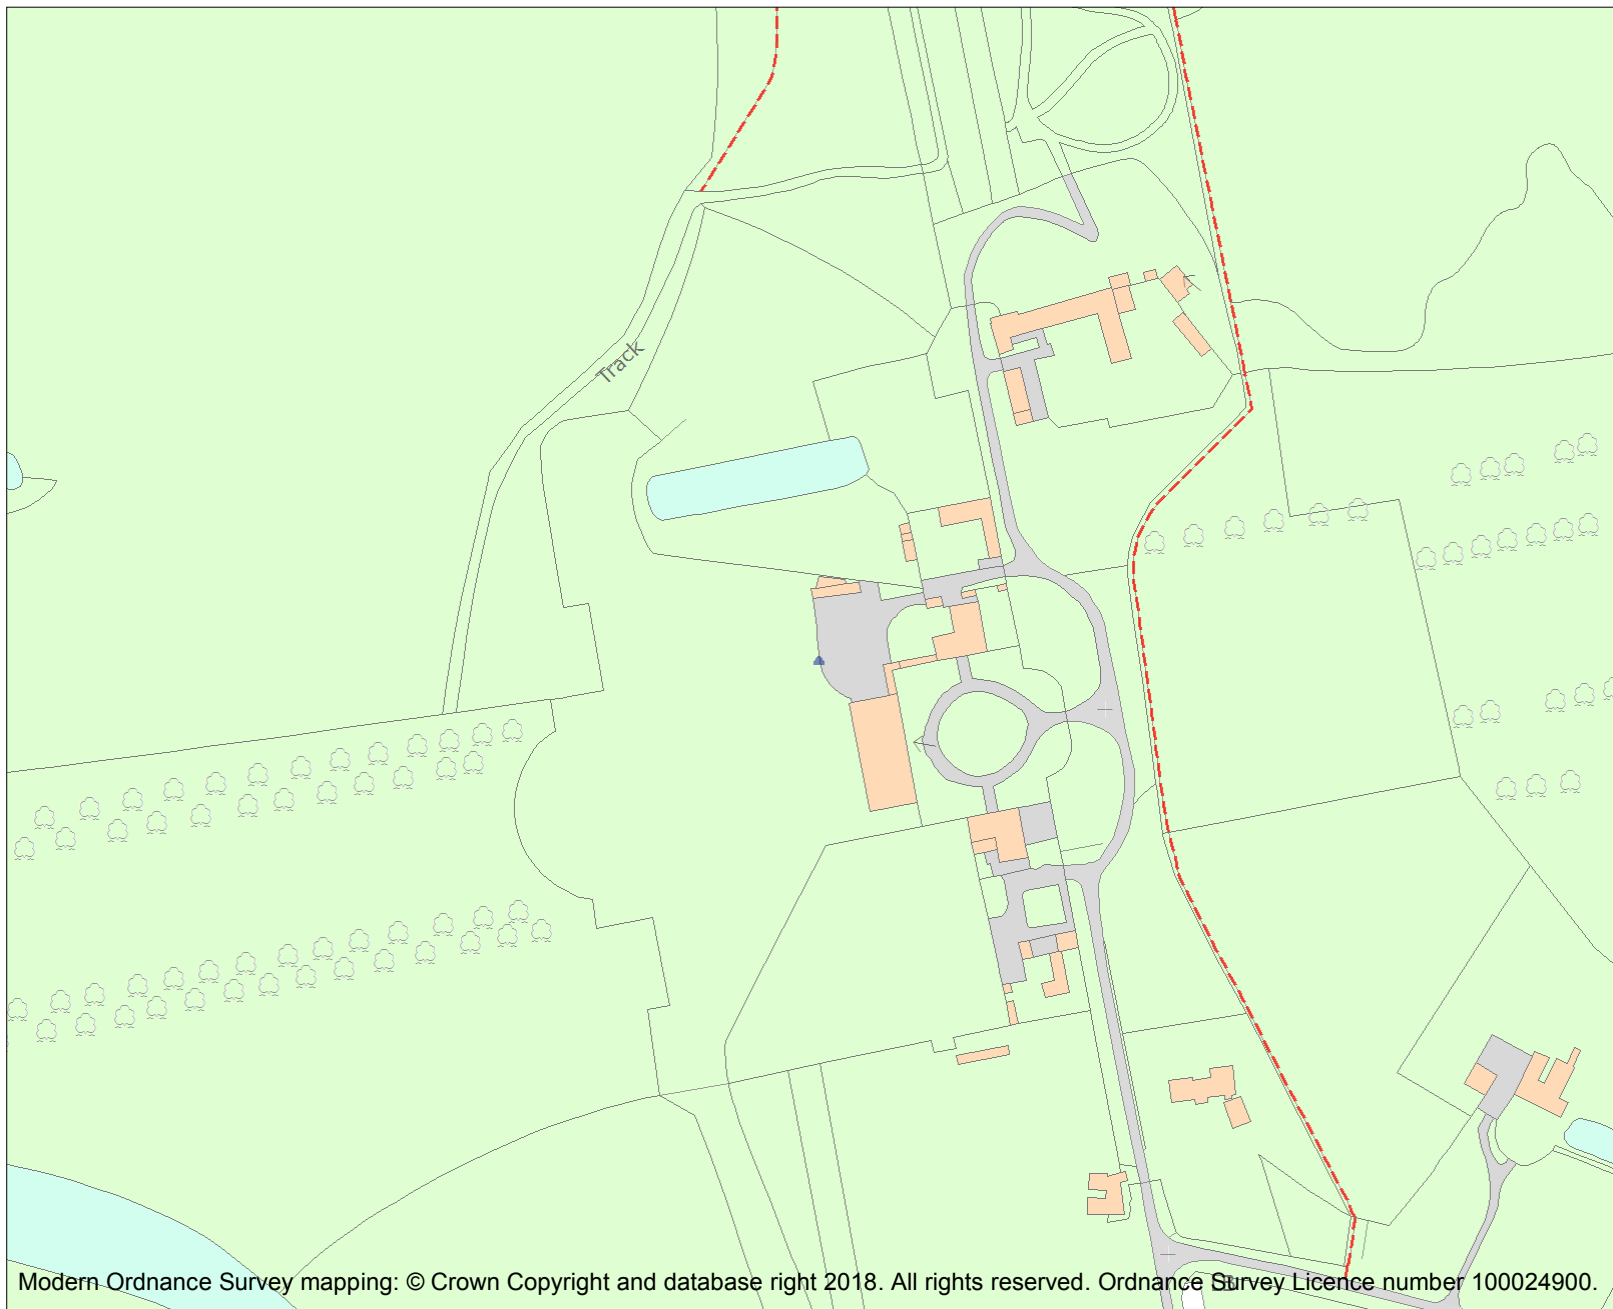 Track
Modern Ordnance Survey mapping: © Crown Copyright and database right 2018. All rights reserved. Ordnance Survey Licence number 100024900.